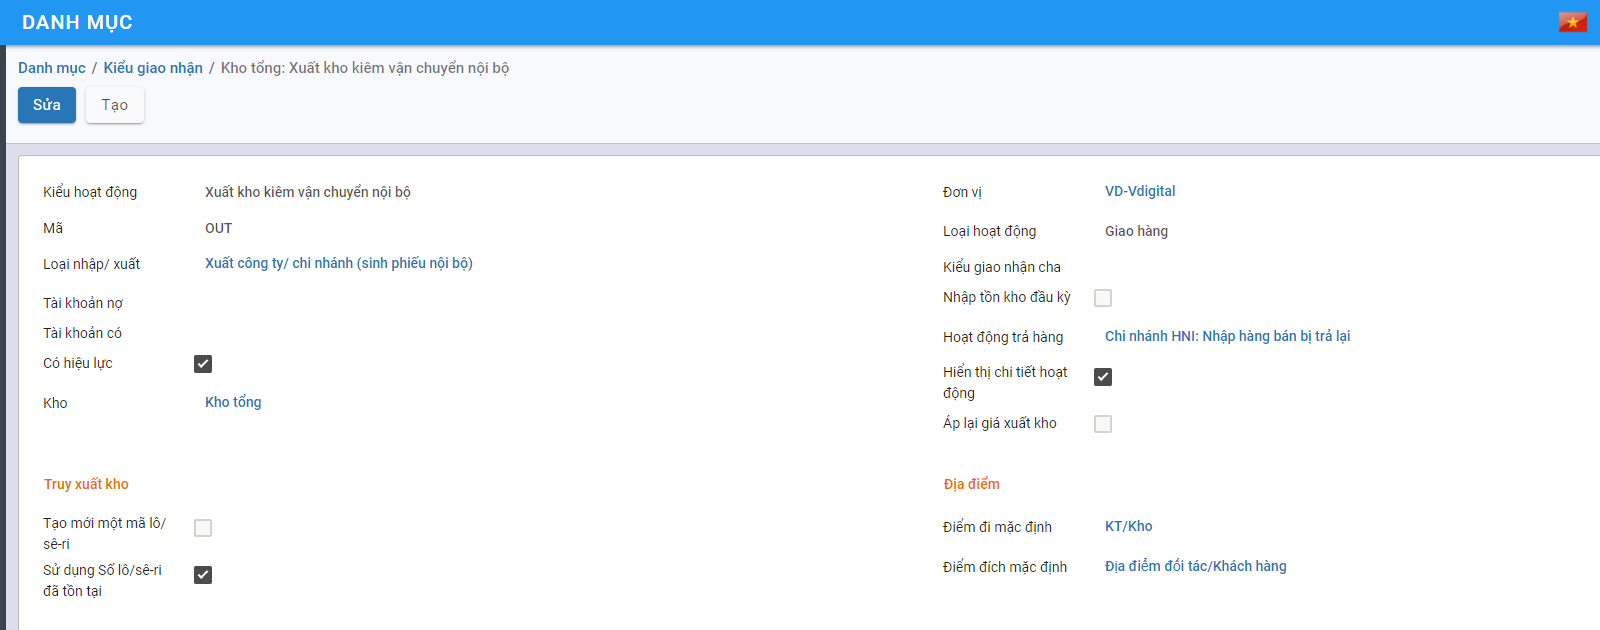 DANH MỤC
Danh mục / Kiểu giao nhận / Kho tổng: Xuất kho kiêm vận chuyển nội bộ
Sửa Tạo
Kiểu hoạt động Xuất kho kiêm vận chuyển nội bộ
Mã OUT
Loại nhập/ xuất Xuất công ty/ chi nhánh (sinh phiếu nội bộ)
Tài khoản nợ
Tài khoản có
Có hiệu lực
Kho Kho tổng
Đơn vị VD-Vdigital
Loại hoạt động Giao hàng
Kiểu giao nhận cha
Nhập tồn kho đầu kỳ
Hoạt động trả hàng Chi nhánh HNI: Nhập hàng bán bị trả lại
Hiển thị chi tiết hoạt
động
Áp lại giá xuất kho
Truy xuất kho
Tạo mới một mã lô/
sê-ri
Sử dụng Số lô/sê-ri
đã tồn tại
Địa điểm
Điểm đi mặc định KT/Kho
Điểm đích mặc định Địa điểm đối tác/Khách hàng